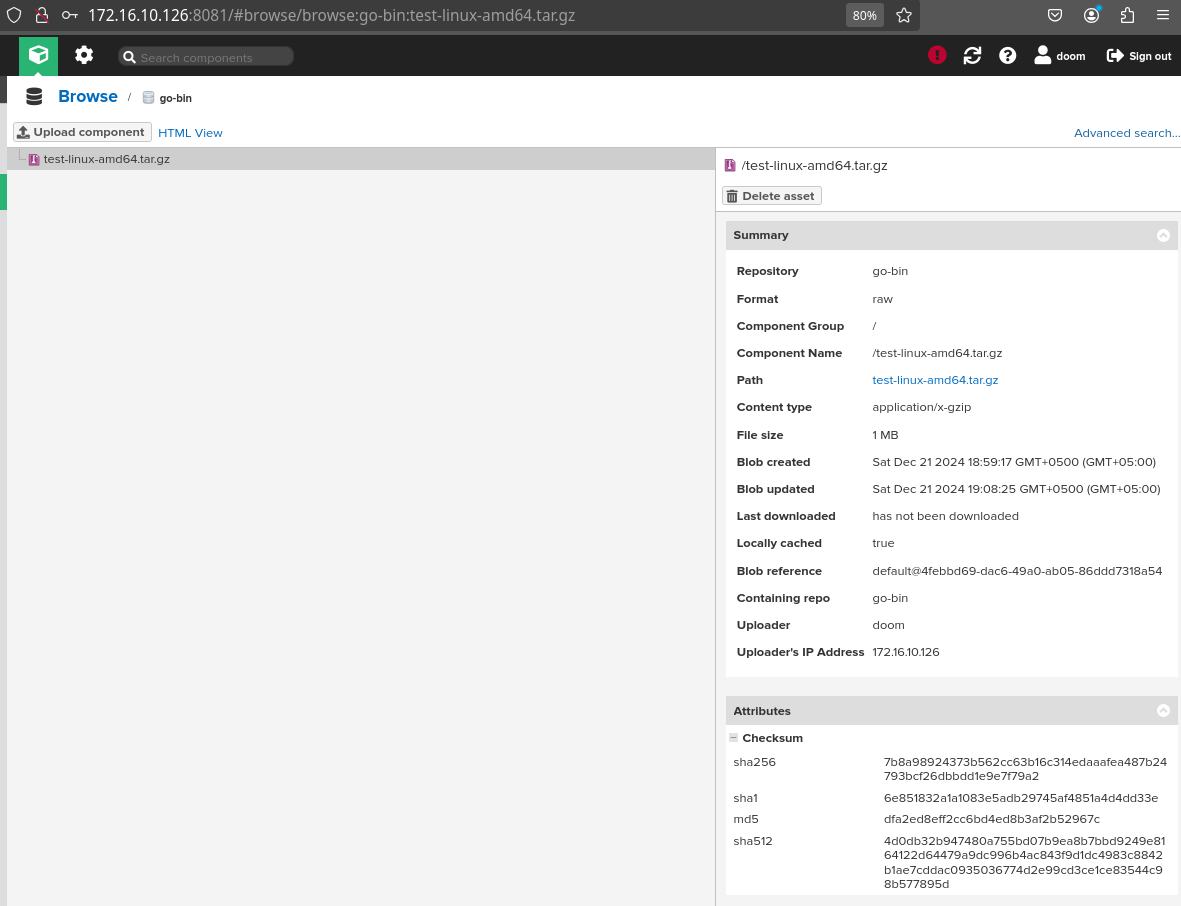 172.16.10.126:8081/#browse/browse:go-bin:test-linux-amd64.tar.gz 80%
Search components doom Sign out
Browse / go-bin
Upload component HTML View Advanced search...
test-linux-amd64.tar.gz
/test-linux-amd64.tar.gz
Delete asset
Summary
Repository go-bin
Format raw
Component Group /
Component Name /test-linux-amd64.tar.gz
Path test-linux-amd64.tar.gz
Content type application/x-gzip
File size 1 MB
Blob created Sat Dec 21 2024 18:59:17 GMT+0500 (GMT+05:00)
Blob updated Sat Dec 21 2024 19:08:25 GMT+0500 (GMT+05:00)
Last downloaded has not been downloaded
Locally cached true
Blob reference default@4febbd69-dac6-49a0-ab05-86ddd7318a54
Containing repo go-bin
Uploader doom
Uploader's IP Address 172.16.10.126
Attributes
Checksum
sha256 7b8a98924373b562cc63b16c314edaaafea487b24
793bcf26dbbdd1e9e7f79a2
sha1 6e851832a1a1083e5adb29745af4851a4d4dd33e
md5 dfa2ed8eff2cc6bd4ed8b3af2b52967c
sha512 4d0db32b947480a755bd07b9ea8b7bbd9249e81
64122d64479a9dc996b4ac843f9d1dc4983c8842
b1ae7cddac0935036774d2e99cd3ce1ce83544c9
8b577895d